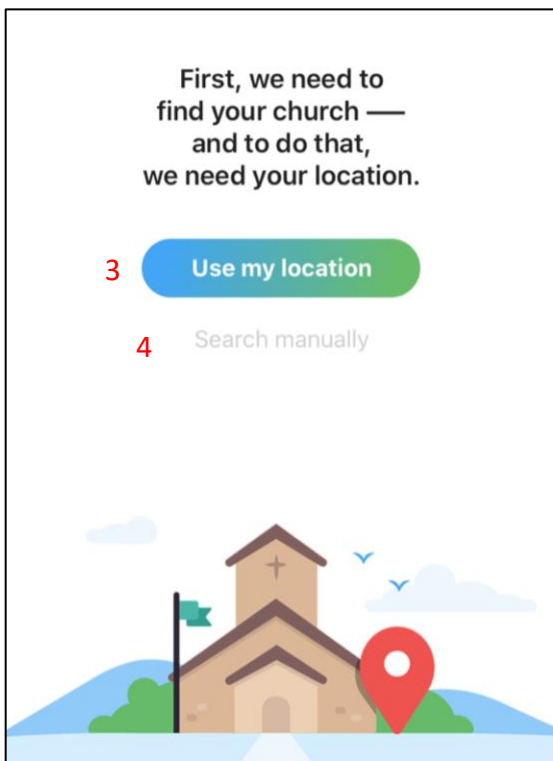 First, we need to
find your church —
and to do that,
we need your location.
3 Use my location
4 Search manually